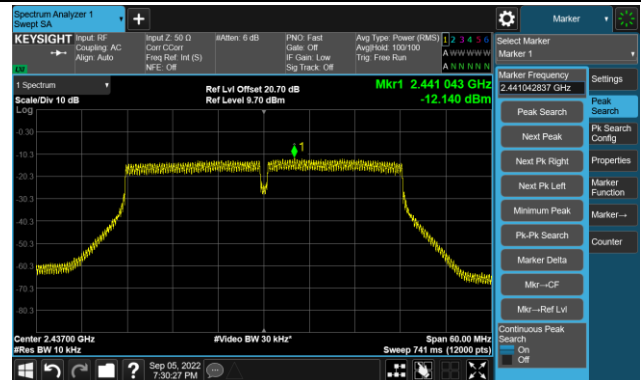 Spectrum Analyzer 1
Swept SA
Marker
KEYSIGHT
Input: RF
Coupling: AC
Align: Auto
Input Z: 50 Ω
Corr CCorr
Freq Ref: Int (S)
NFE: Off
#Atten: 6 dB
PNO: Fast
Gate: Off
IF Gain: Low
Sig Track: Off
Avg Type: Power (RMS)
Avg|Hold: 100/100
Trig: Free Run
1 2 3 4 5 6
A W W W W W
A N N N N N
Select Marker
Marker 1
1 Spectrum
Scale/Div 10 dB
Log
Ref Lvl Offset 20.70 dB
Ref Level 9.70 dBm
Mkr1 2.441 043 GHz
-12.140 dBm
-0.30
-10.3
-20.3
-30.3
-40.3
-50.3
-60.3
-70.3
-80.3
1
Center 2.43700 GHz
#Res BW 10 kHz
#Video BW 30 kHz*
Span 60.00 MHz
Sweep 741 ms (12000 pts)
Marker Frequency
2.441042837 GHz
Peak Search
Next Peak
Next Pk Right
Next Pk Left
Minimum Peak
Pk-Pk Search
Marker Delta
Mkr→CF
Mkr→Ref Lvl
Continuous Peak
Search
On
Off
Settings
Peak
Search
Pk Search
Config
Properties
Marker
Function
Marker→
Counter
?
Sep 05, 2022
7:30:27 PM